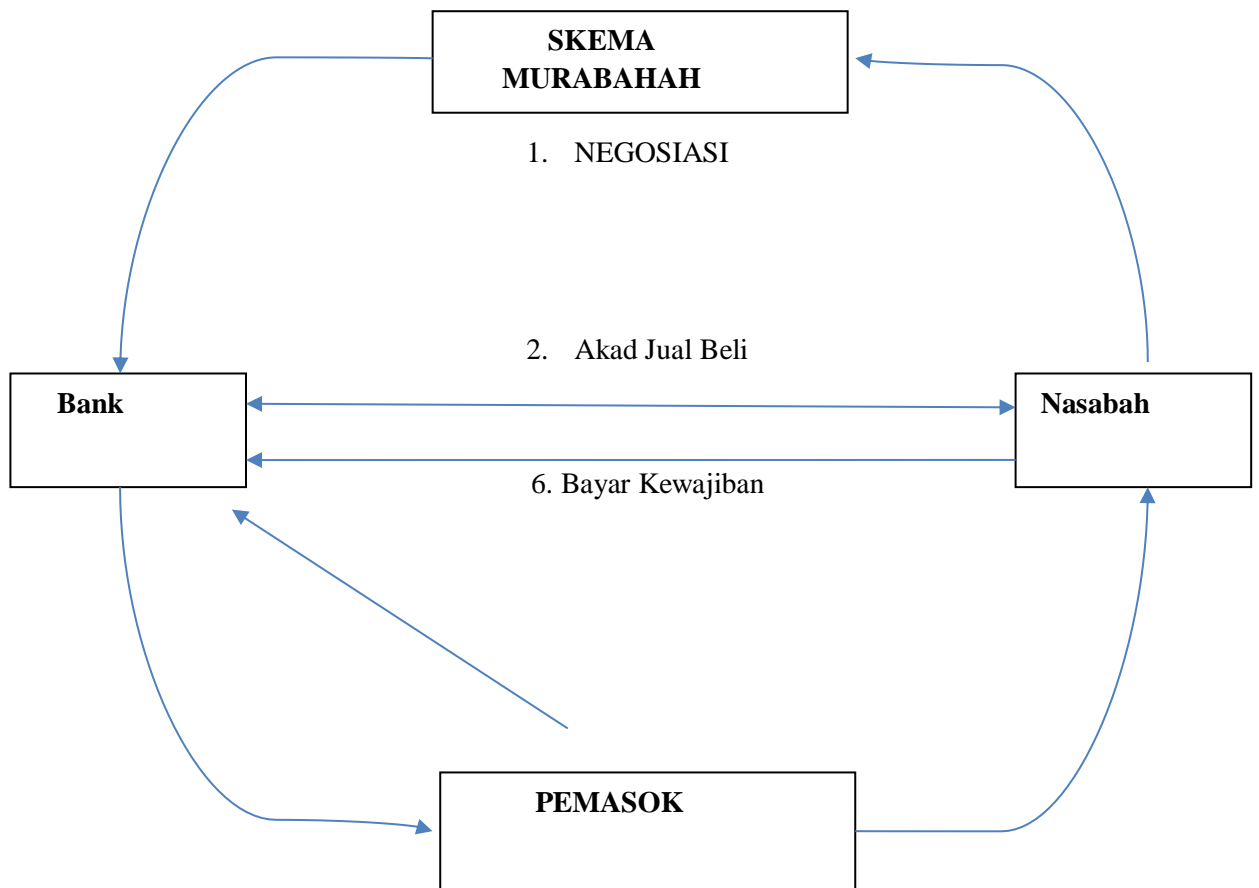 SKEMA
MURABAHAH
1. NEGOSIASI
2. Akad Jual Beli
Bank
Nasabah
6. Bayar Kewajiban
PEMASOK